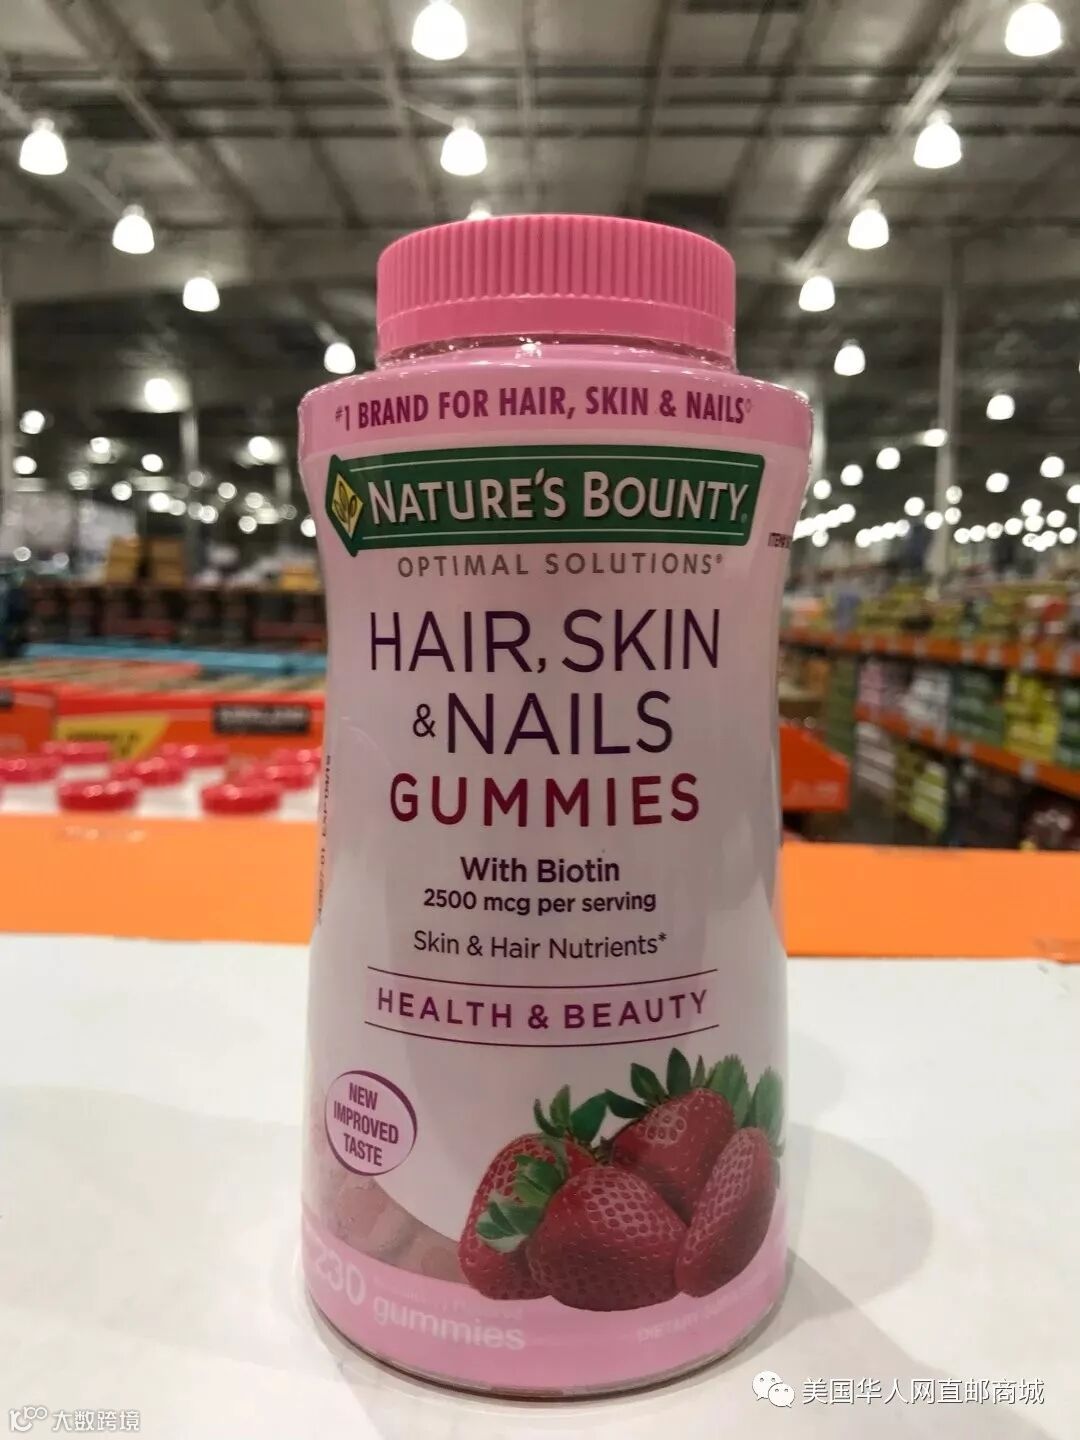 #1 BRAND FOR HAIR, SKIN & NAILS◊
NATURE'S BOUNTY®
OPTIMAL SOLUTIONS®
HAIR, SKIN
& NAILS
GUMMIES
With Biotin
2500 mcg per serving
Skin & Hair Nutrients*
HEALTH & BEAUTY
NEW
IMPROVED
TASTE
230
gummies
DIETARY
美国华人网直邮商城
大数跨境